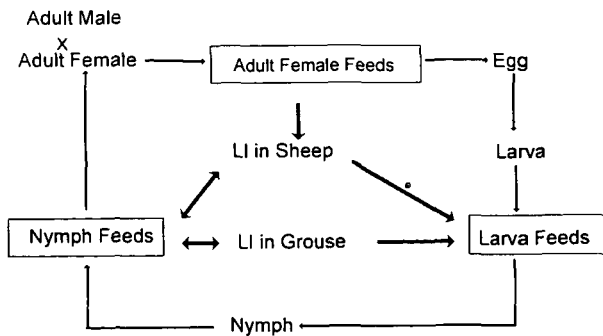 Adult Male
X
Adult Female
Adult Female Feeds
Egg
LI in Sheep
Larva
Nymph Feeds
LI in Grouse
Larva Feeds
Nymph